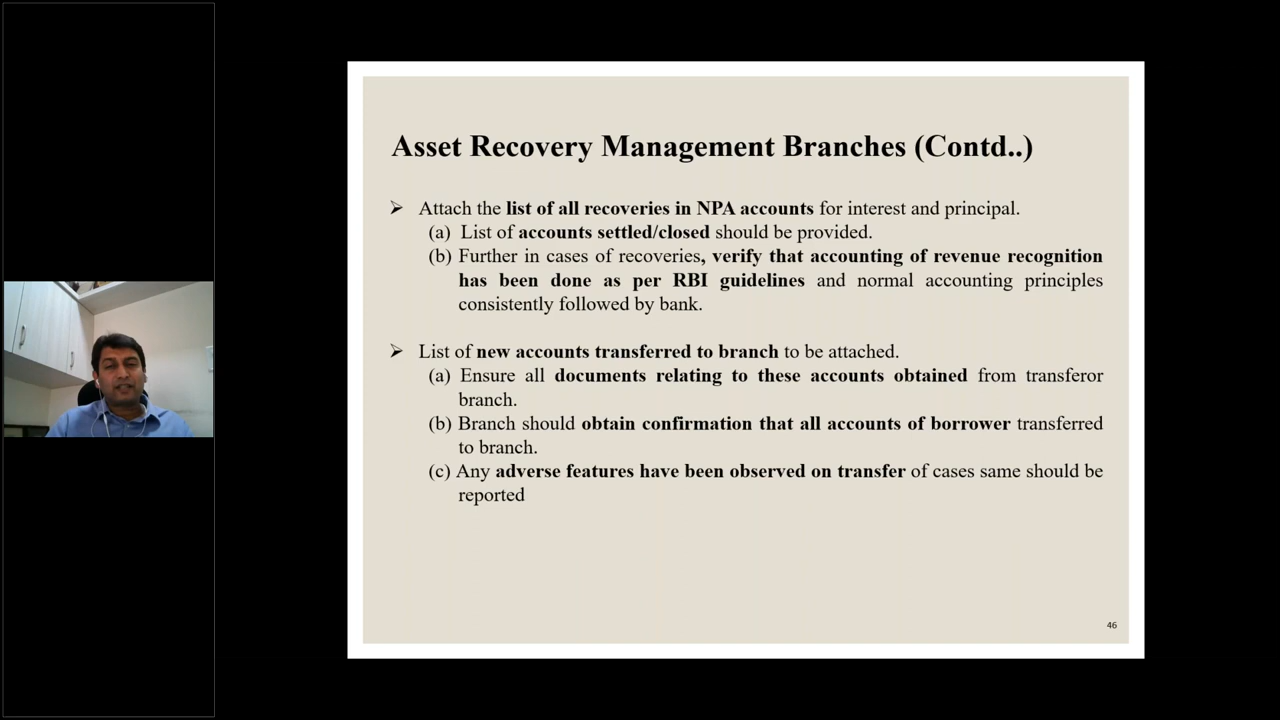 Asset Recovery Management Branches (Contd..)
➢ Attach the list of all recoveries in NPA accounts for interest and principal.
(a) List of accounts settled/closed should be provided.
(b) Further in cases of recoveries, verify that accounting of revenue recognition
has been done as per RBI guidelines and normal accounting principles
consistently followed by bank.
➢ List of new accounts transferred to branch to be attached.
(a) Ensure all documents relating to these accounts obtained from transferor
branch.
(b) Branch should obtain confirmation that all accounts of borrower transferred
to branch.
(c) Any adverse features have been observed on transfer of cases same should be
reported
46